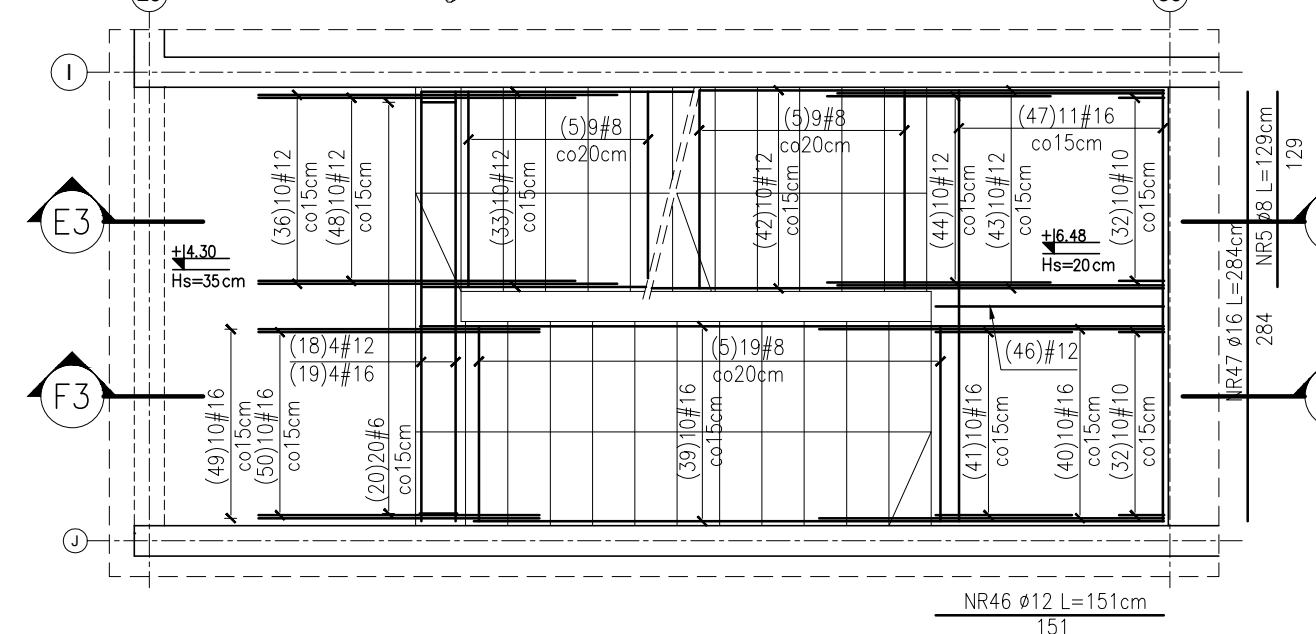 I
(5)9#8
co20cm
(5)9#8
co20cm
(47)11#16
co15cm
(36)10#12
co15cm
(48)10#12
co15cm
(33)10#12
co15cm
(42)10#12
co15cm
(44)10#12
co15cm
(43)10#12
co15cm
(32)10#10
co15cm
NR5 ø8 L=129cm
129
E3
+14.30
Hs=35cm
+16.48
Hs=20cm
NR47 ø16 L=284cm
284
(18)4#12
(19)4#16
(5)19#8
co20cm
(46)#12
F3
(49)10#16
co15cm
(50)10#16
co15cm
(20)20#6
co15cm
(39)10#16
co15cm
(41)10#16
co15cm
(40)10#16
co15cm
(32)10#10
co15cm
J
NR46 ø12 L=151cm
151